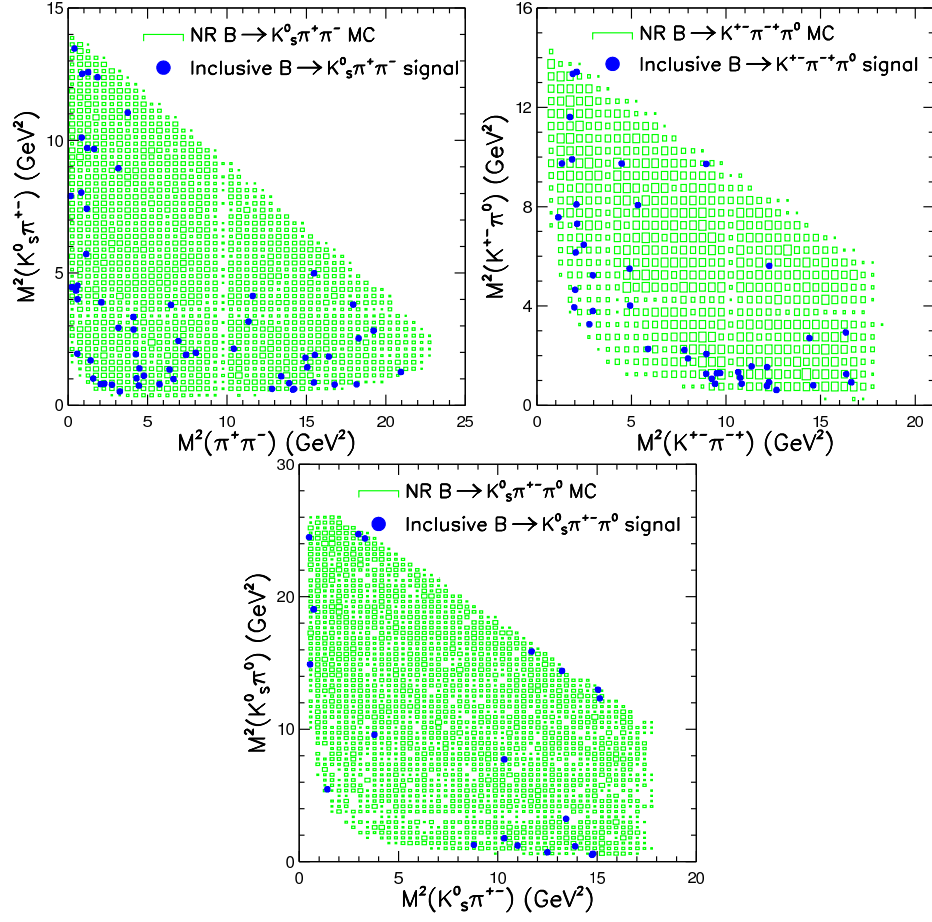 NR B → K⁰ₛπ⁺π⁻ MC
Inclusive B → K⁰ₛπ⁺π⁻ signal
M²(K⁰ₛπ⁺⁻) (GeV²)
15
10
5
0
0 5 10 15 20 25
M²(π⁺π⁻) (GeV²)
NR B → K⁺⁻π⁻⁺π⁰ MC
Inclusive B → K⁺⁻π⁻⁺π⁰ signal
M²(K⁺⁻π⁰) (GeV²)
16
12
8
4
0
0 5 10 15 20
M²(K⁺⁻π⁻⁺) (GeV²)
NR B → K⁰ₛπ⁺⁻π⁰ MC
Inclusive B → K⁰ₛπ⁺⁻π⁰ signal
M²(K⁰ₛπ⁰) (GeV²)
30
20
10
0
0 5 10 15 20
M²(K⁰ₛπ⁺⁻) (GeV²)